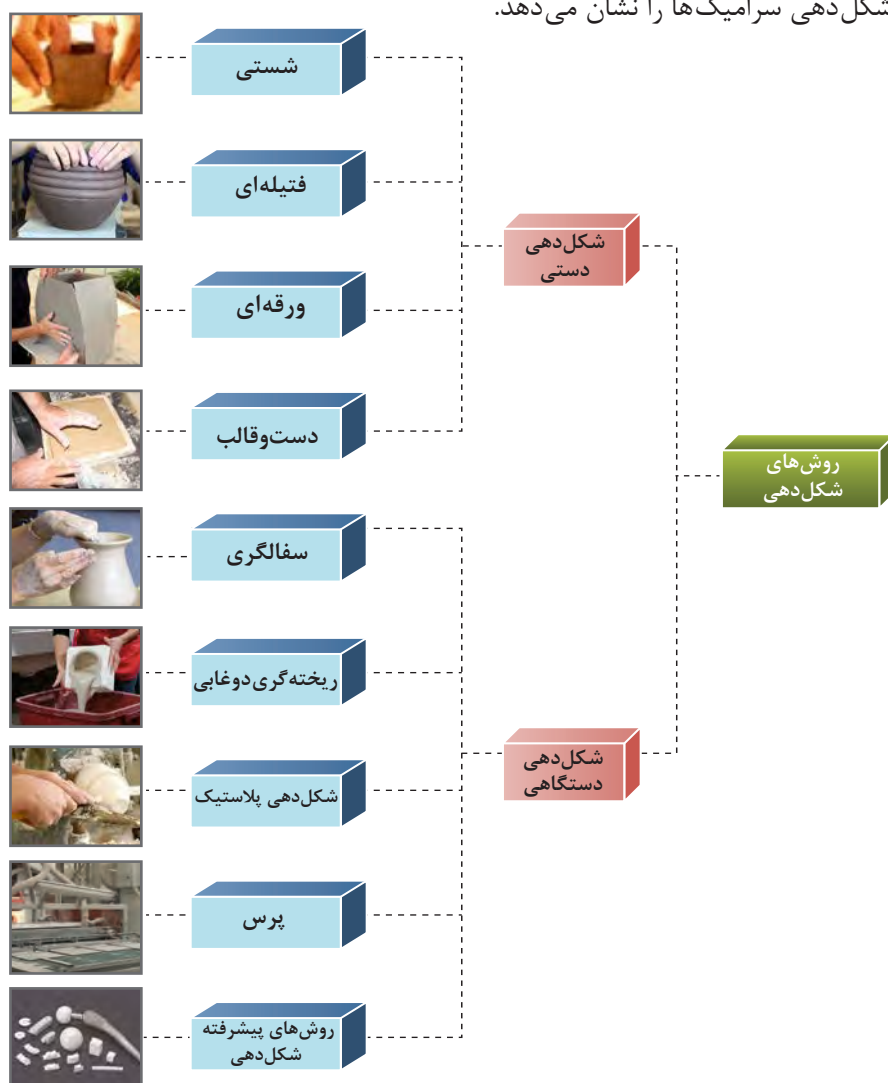 شکل‌دهی سرامیک‌ها را نشان می‌دهد.
روش‌های
شکل‌دهی
شکل‌دهی
دستی
شستی
فتیله‌ای
ورقه‌ای
دست‌وقالب
شکل‌دهی
دستگاهی
سفالگری
ریخته‌گری دوغابی
شکل‌دهی پلاستیک
پرس
روش‌های پیشرفته
شکل‌دهی